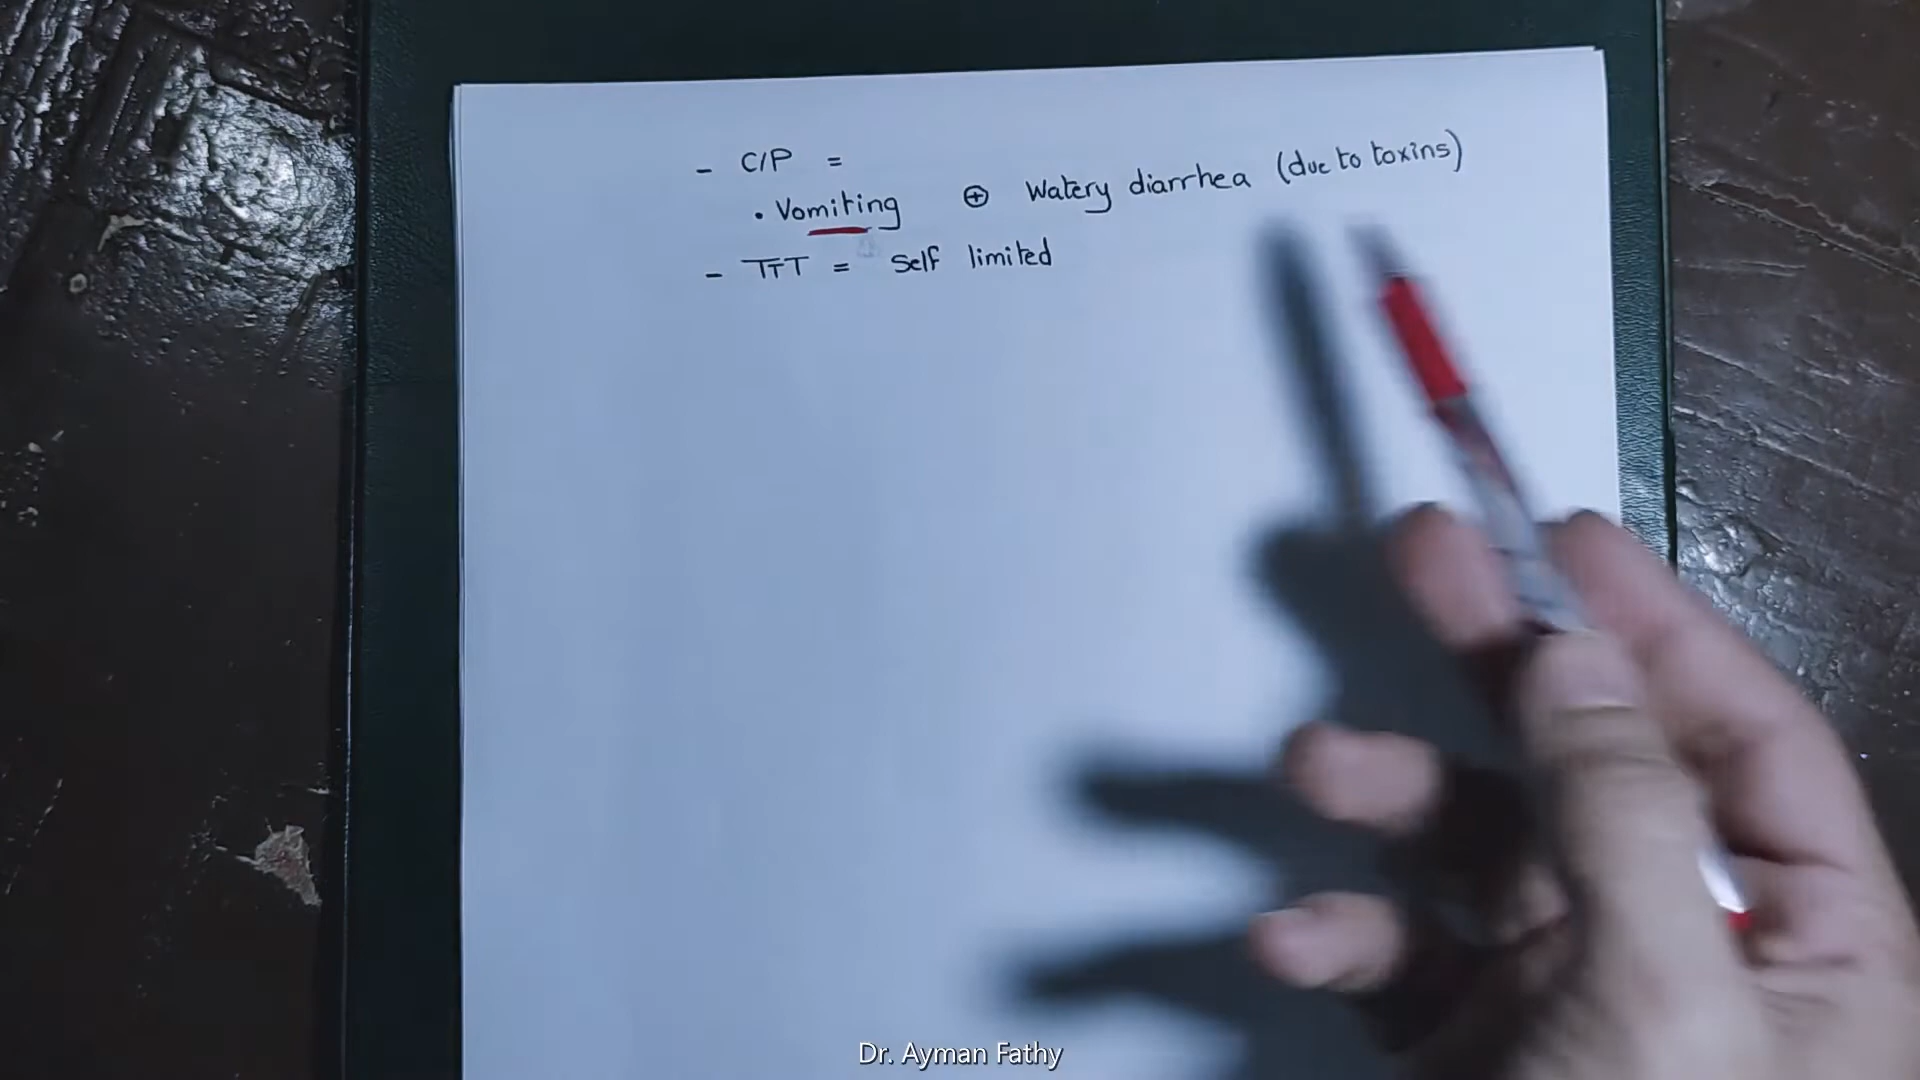 - C/P =
• Vomiting ⊕ Watery diarrhea (due to toxins)
- TTT = Self limited
Dr. Ayman Fathy